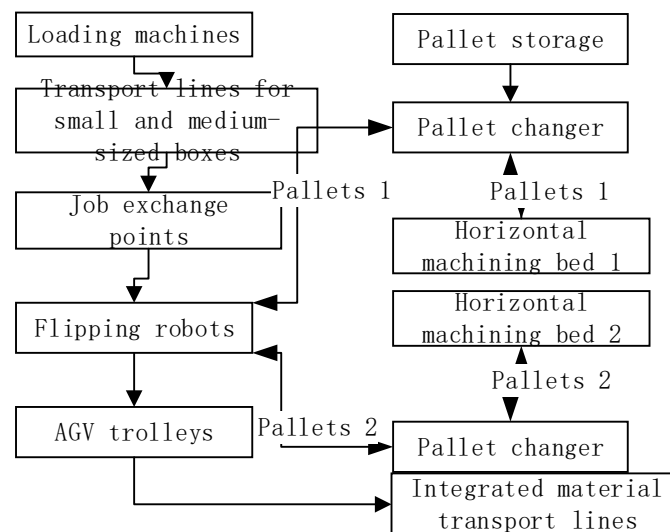 Loading machines
Transport lines for
small and medium-
sized boxes
Job exchange
points
Flipping robots
AGV trolleys
Pallets 1
Pallets 2
Pallet storage
Pallet changer
Pallets 1
Horizontal
machining bed 1
Horizontal
machining bed 2
Pallets 2
Pallet changer
Integrated material
transport lines